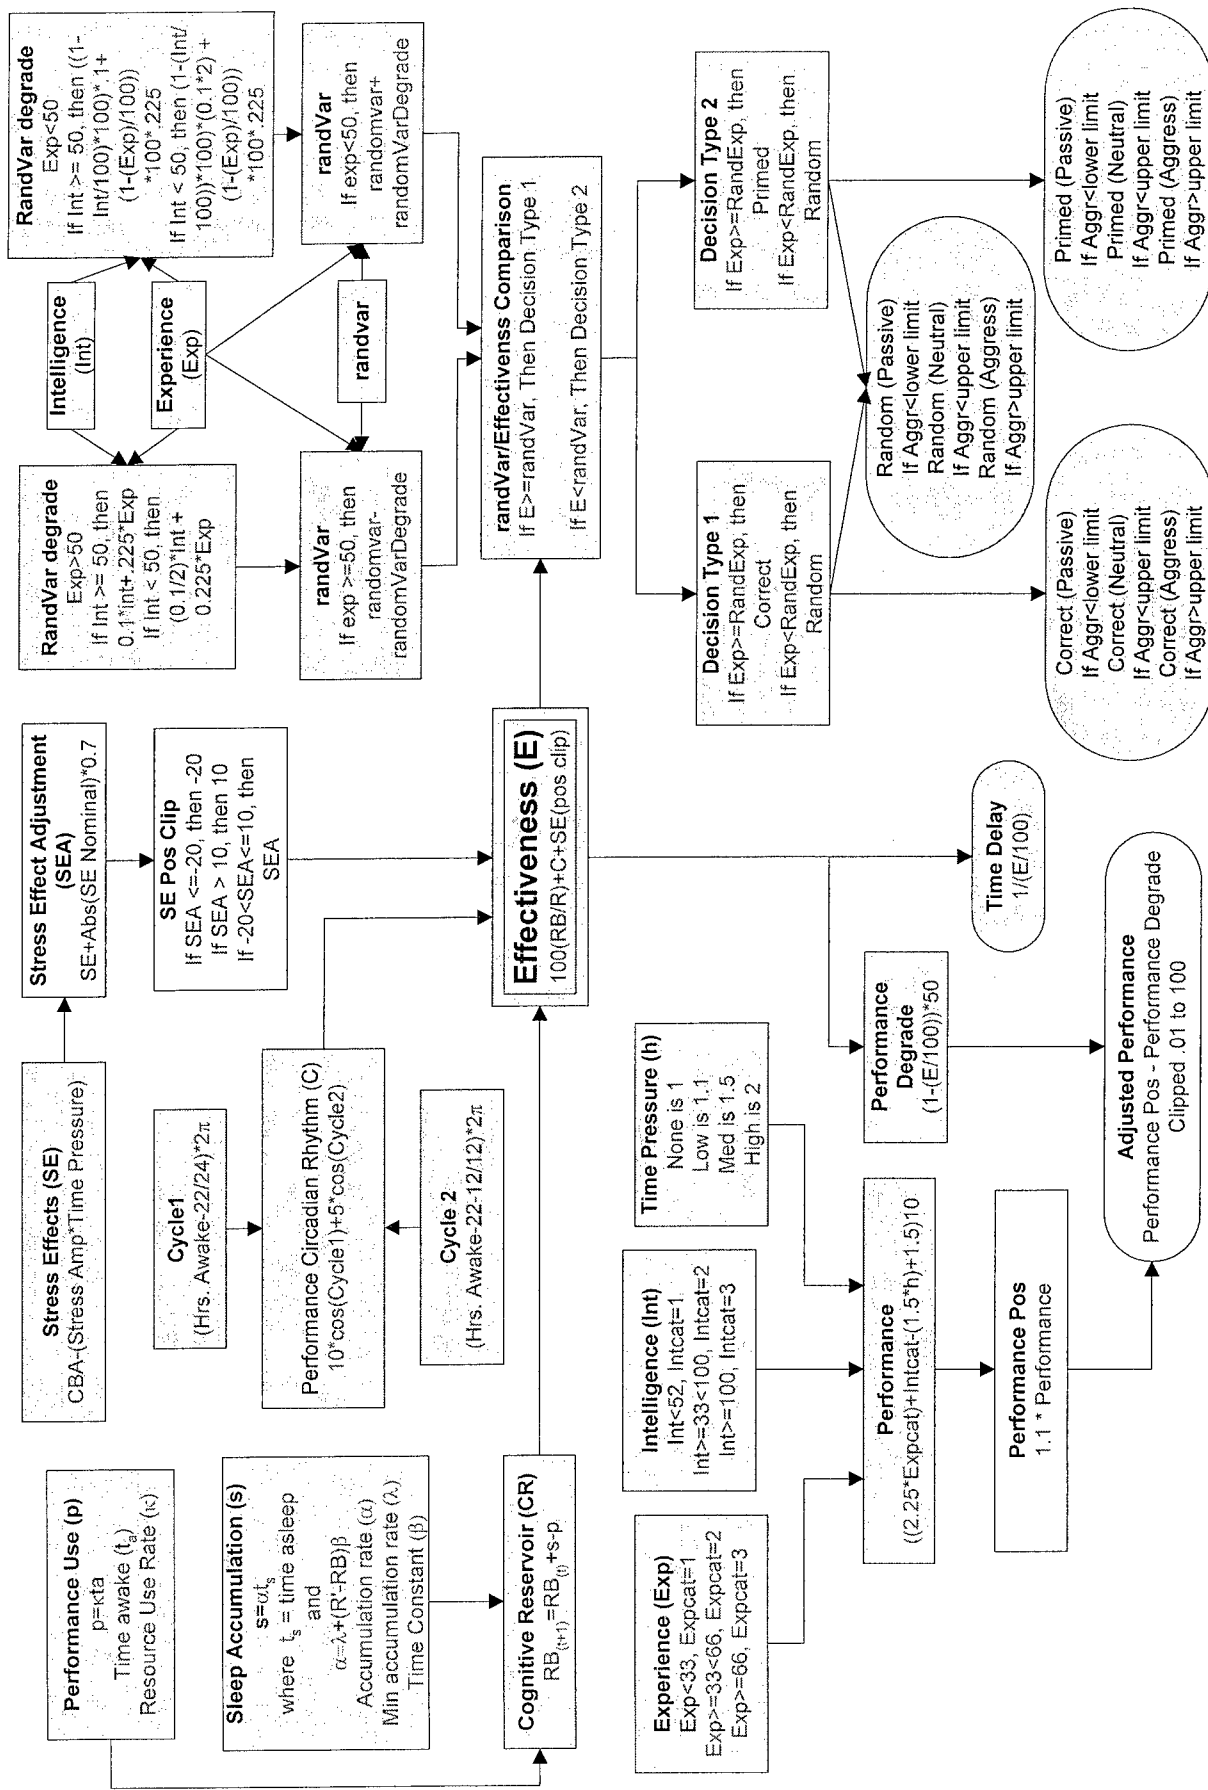 Performance Use (p)
p=κta
Time awake (tₐ)
Resource Use Rate (κ)
Sleep Accumulation (s)
s=αtₛ
where tₛ = time asleep
and
α=λ+(R'-RB)β
Accumulation rate (α)
Min accumulation rate (λ)
Time Constant (β)
Cognitive Reservoir (CR)
RB₍ₜ₊₁₎=RB₍ₜ₎+s-p
Stress Effects (SE)
CBA-(Stress Amp*Time Pressure)
Cycle1
(Hrs. Awake-22/24)*2π
Performance Circadian Rhythm (C)
10*cos(Cycle1)+5*cos(Cycle2)
Cycle 2
(Hrs. Awake-22-12/12)*2π
Stress Effect Adjustment
(SEA)
SE+Abs(SE Nominal)*0.7
SE Pos Clip
If SEA <=-20, then -20
If SEA > 10, then 10
If -20<SEA<=10, then
SEA
Effectiveness (E)
100(RB/R)+C+SE(pos clip)
RandVar degrade
Exp>50
If Int >= 50, then
0.1*int+.225*Exp
If Int < 50, then
(0.1/2)*Int +
0.225*Exp
Intelligence
(Int)
Experience
(Exp)
RandVar degrade
Exp<50
If Int >= 50, then ((1-
Int/100)*100)*.1+
(1-(Exp)/100))
*100*.225
If Int < 50, then (1-(Int/
100))*100)*(0.1*2) +
(1-(Exp)/100))
*100*.225
randVar
If exp >=50, then
randomvar-
randomVarDegrade
randvar
randVar
If exp<50, then
randomvar+
randomVarDegrade
randVar/Effectivenss Comparison
If E>=randVar, Then Decision Type 1
If E<randVar, Then Decision Type 2
Decision Type 1
If Exp>=RandExp, then
Correct
If Exp<RandExp, then
Random
Decision Type 2
If Exp>=RandExp, then
Primed
If Exp<RandExp, then
Random
Random (Passive)
If Aggr<lower limit
Random (Neutral)
If Aggr<upper limit
Random (Aggress)
If Aggr>upper limit
Correct (Passive)
If Aggr<lower limit
Correct (Neutral)
If Aggr<upper limit
Correct (Aggress)
If Aggr>upper limit
Primed (Passive)
If Aggr<lower limit
Primed (Neutral)
If Aggr<upper limit
Primed (Aggress)
If Aggr>upper limit
Experience (Exp)
Exp<33, Expcat=1
Exp>=33<66, Expcat=2
Exp>=66, Expcat=3
Intelligence (Int)
Int<52, Intcat=1
Int>=33<100, Intcat=2
Int>=100, Intcat=3
Time Pressure (h)
None is 1
Low is 1.1
Med is 1.5
High is 2
Performance
((2.25*Expcat)+Intcat-(1.5*h)+1.5)10
Performance Pos
1.1 * Performance
Performance
Degrade
(1-(E/100))*50
Time Delay
1/(E/100)
Adjusted Performance
Performance Pos - Performance Degrade
Clipped .01 to 100